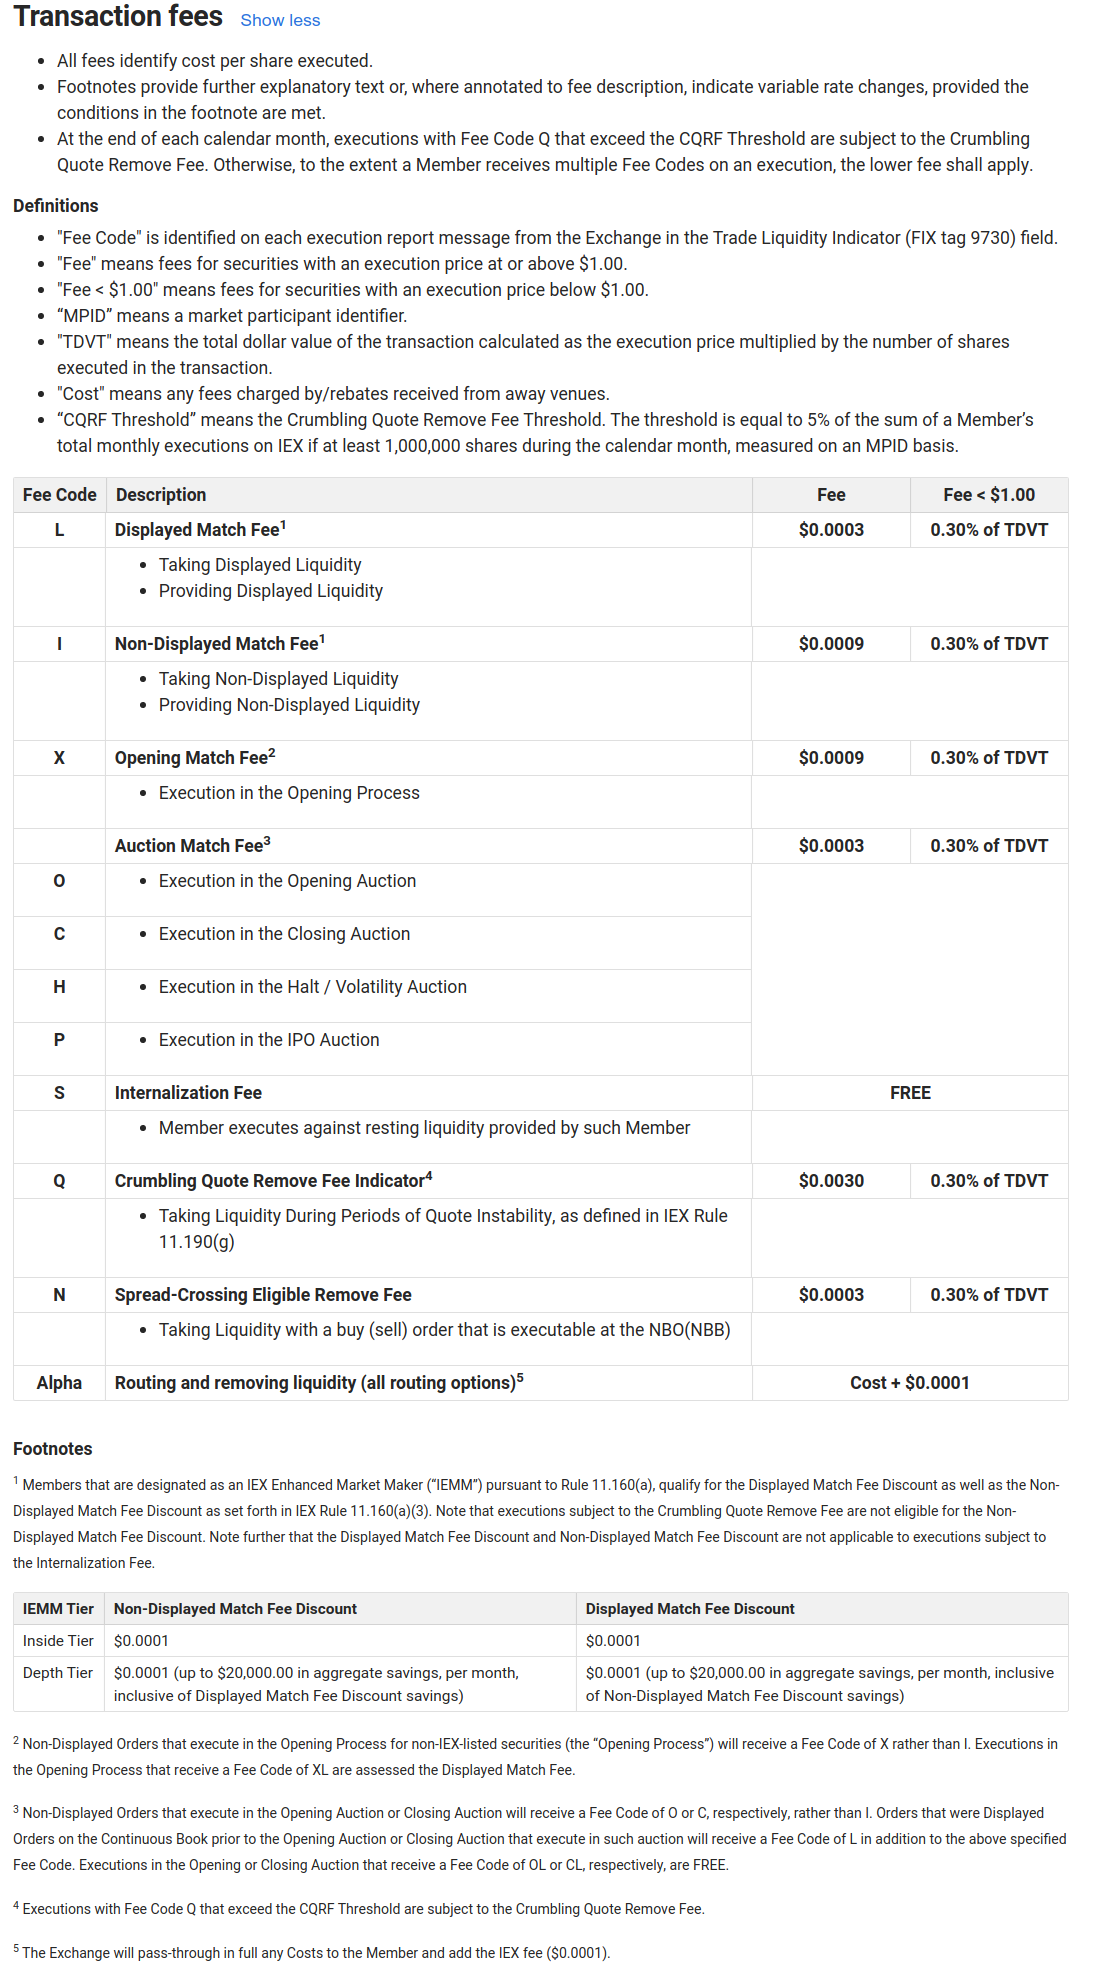 Transaction fees Show less
• All fees identify cost per share executed.
• Footnotes provide further explanatory text or, where annotated to fee description, indicate variable rate changes, provided the
conditions in the footnote are met.
• At the end of each calendar month, executions with Fee Code Q that exceed the CQRF Threshold are subject to the Crumbling
Quote Remove Fee. Otherwise, to the extent a Member receives multiple Fee Codes on an execution, the lower fee shall apply.
Definitions
• "Fee Code" is identified on each execution report message from the Exchange in the Trade Liquidity Indicator (FIX tag 9730) field.
• "Fee" means fees for securities with an execution price at or above $1.00.
• "Fee < $1.00" means fees for securities with an execution price below $1.00.
• “MPID” means a market participant identifier.
• "TDVT" means the total dollar value of the transaction calculated as the execution price multiplied by the number of shares
executed in the transaction.
• "Cost" means any fees charged by/rebates received from away venues.
• “CQRF Threshold” means the Crumbling Quote Remove Fee Threshold. The threshold is equal to 5% of the sum of a Member’s
total monthly executions on IEX if at least 1,000,000 shares during the calendar month, measured on an MPID basis.
Fee Code Description Fee Fee < $1.00
L Displayed Match Fee¹ $0.0003 0.30% of TDVT
• Taking Displayed Liquidity
• Providing Displayed Liquidity
I Non-Displayed Match Fee¹ $0.0009 0.30% of TDVT
• Taking Non-Displayed Liquidity
• Providing Non-Displayed Liquidity
X Opening Match Fee² $0.0009 0.30% of TDVT
• Execution in the Opening Process
Auction Match Fee³ $0.0003 0.30% of TDVT
O • Execution in the Opening Auction
C • Execution in the Closing Auction
H • Execution in the Halt / Volatility Auction
P • Execution in the IPO Auction
S Internalization Fee FREE
• Member executes against resting liquidity provided by such Member
Q Crumbling Quote Remove Fee Indicator⁴ $0.0030 0.30% of TDVT
• Taking Liquidity During Periods of Quote Instability, as defined in IEX Rule
11.190(g)
N Spread-Crossing Eligible Remove Fee $0.0003 0.30% of TDVT
• Taking Liquidity with a buy (sell) order that is executable at the NBO(NBB)
Alpha Routing and removing liquidity (all routing options)⁵ Cost + $0.0001
Footnotes
¹ Members that are designated as an IEX Enhanced Market Maker (“IEMM”) pursuant to Rule 11.160(a), qualify for the Displayed Match Fee Discount as well as the Non-
Displayed Match Fee Discount as set forth in IEX Rule 11.160(a)(3). Note that executions subject to the Crumbling Quote Remove Fee are not eligible for the Non-
Displayed Match Fee Discount. Note further that the Displayed Match Fee Discount and Non-Displayed Match Fee Discount are not applicable to executions subject to
the Internalization Fee.
IEMM Tier Non-Displayed Match Fee Discount Displayed Match Fee Discount
Inside Tier $0.0001 $0.0001
Depth Tier $0.0001 (up to $20,000.00 in aggregate savings, per month, $0.0001 (up to $20,000.00 in aggregate savings, per month, inclusive
inclusive of Displayed Match Fee Discount savings) of Non-Displayed Match Fee Discount savings)
² Non-Displayed Orders that execute in the Opening Process for non-IEX-listed securities (the “Opening Process”) will receive a Fee Code of X rather than I. Executions in
the Opening Process that receive a Fee Code of XL are assessed the Displayed Match Fee.
³ Non-Displayed Orders that execute in the Opening Auction or Closing Auction will receive a Fee Code of O or C, respectively, rather than I. Orders that were Displayed
Orders on the Continuous Book prior to the Opening Auction or Closing Auction that execute in such auction will receive a Fee Code of L in addition to the above specified
Fee Code. Executions in the Opening or Closing Auction that receive a Fee Code of OL or CL, respectively, are FREE.
⁴ Executions with Fee Code Q that exceed the CQRF Threshold are subject to the Crumbling Quote Remove Fee.
⁵ The Exchange will pass-through in full any Costs to the Member and add the IEX fee ($0.0001).